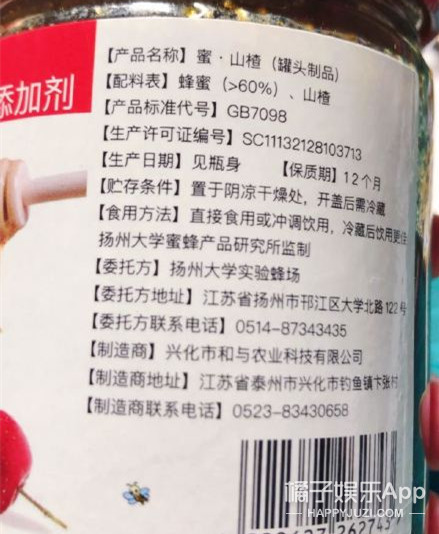 添加剂
【产品名称】蜜·山楂（罐头制品）
【配料表】蜂蜜（>60%）、山楂
【产品标准代号】GB7098
【生产许可证编号】SC11132128103713
【生产日期】见瓶身 【保质期】12个月
【贮存条件】置于阴凉干燥处，开盖后需冷藏
【食用方法】直接食用或冲调饮用，冷藏后饮用更佳
扬州大学蜜蜂产品研究所监制
【委托方】扬州大学实验蜂场
【委托方地址】江苏省扬州市邗江区大学北路122号
【委托方联系电话】0514-87343435
【制造商】兴化市和与农业科技有限公司
【制造商地址】江苏省泰州市兴化市钓鱼镇卞张村
【制造商联系电话】0523-83430658
橘子娱乐App
HAPPYJUZI.COM